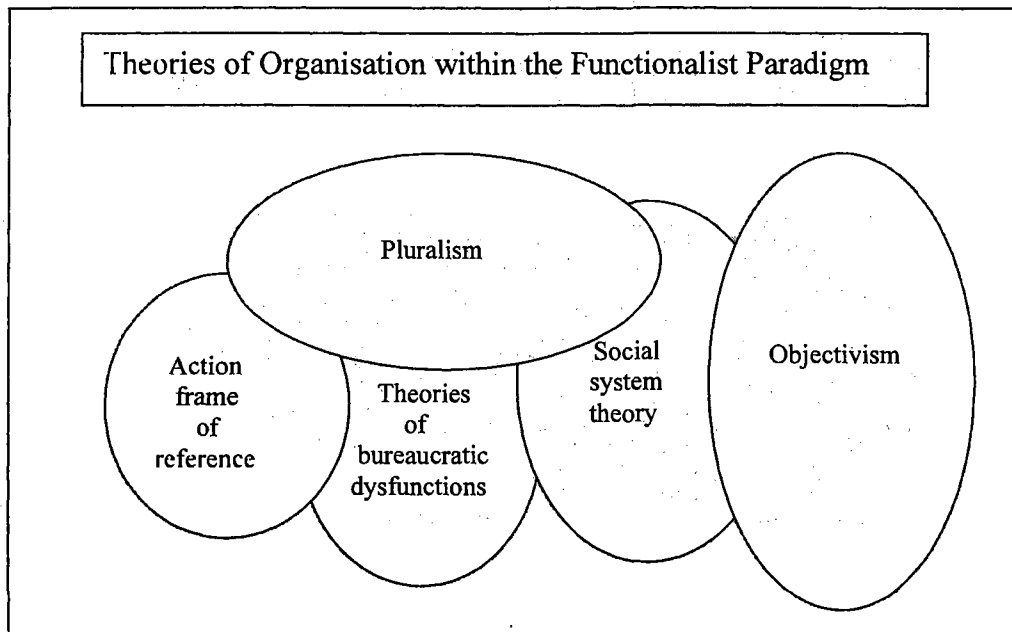 Theories of Organisation within the Functionalist Paradigm
Pluralism
Action
frame
of
reference
Theories
of
bureaucratic
dysfunctions
Social
system
theory
Objectivism